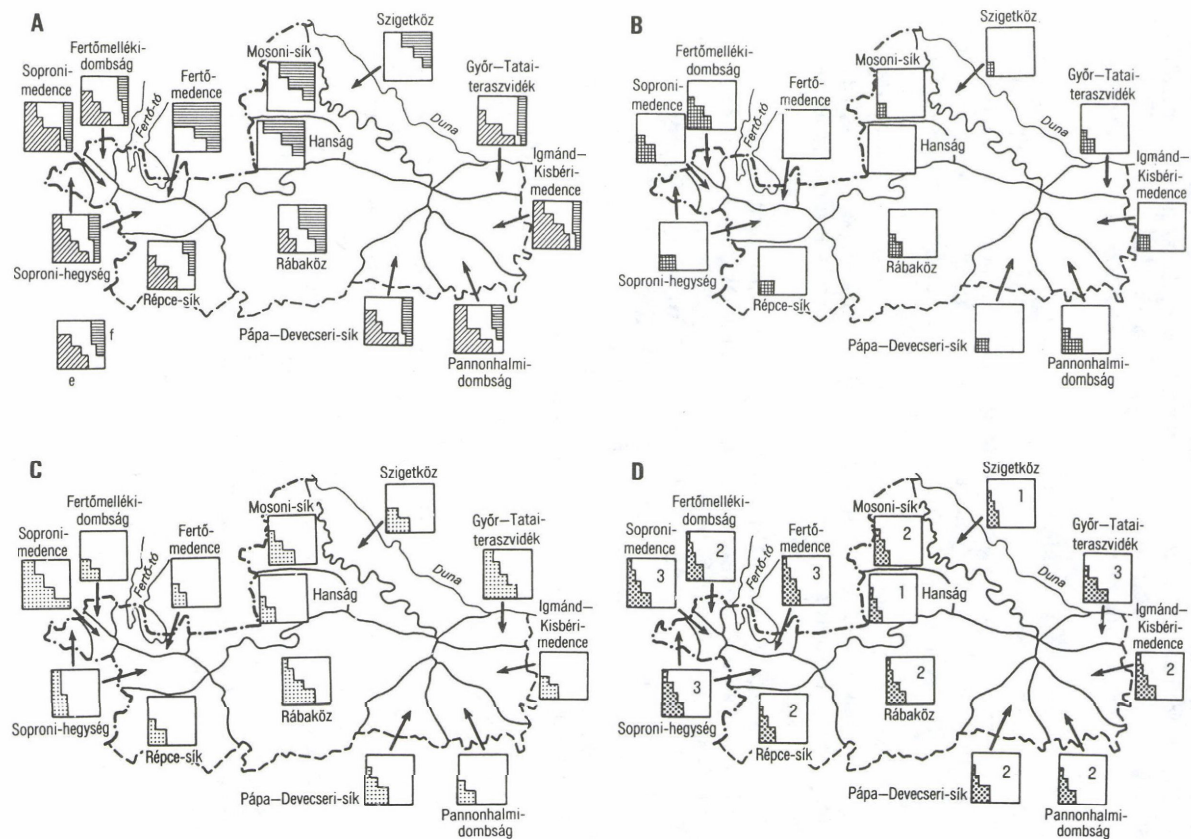 A
Szigetköz
Fertőmelléki-
dombság
Mosoni-sík
Soproni-
medence
Fertő-
medence
Győr—Tatai-
teraszvidék
Fertő-tó
Duna
Hanság
Igmánd—
Kisbéri-
medence
Rábaköz
Soproni-hegység
Répce-sík
Pápa—Devecseri-sík
Pannonhalmi-
dombság
f
e
B
Szigetköz
Fertőmelléki-
dombság
Mosoni-sík
Soproni-
medence
Fertő-
medence
Győr—Tatai-
teraszvidék
Fertő-tó
Duna
Hanság
Igmánd—
Kisbéri-
medence
Rábaköz
Soproni-hegység
Répce-sík
Pápa—Devecseri-sík
Pannonhalmi-
dombság
C
Szigetköz
Fertőmelléki-
dombság
Mosoni-sík
Soproni-
medence
Fertő-
medence
Győr—Tatai-
teraszvidék
Fertő-tó
Duna
Hanság
Igmánd—
Kisbéri-
medence
Rábaköz
Soproni-hegység
Répce-sík
Pápa—Devecseri-sík
Pannonhalmi-
dombság
D
Szigetköz
1
Fertőmelléki-
dombság
2
Mosoni-sík
2
Soproni-
medence
3
Fertő-
medence
3
Győr—Tatai-
teraszvidék
3
Fertő-tó
Duna
1
Hanság
Igmánd—
Kisbéri-
medence
2
2
Rábaköz
3
Soproni-hegység
2
Répce-sík
Pápa—Devecseri-sík
2
2
Pannonhalmi-
dombság